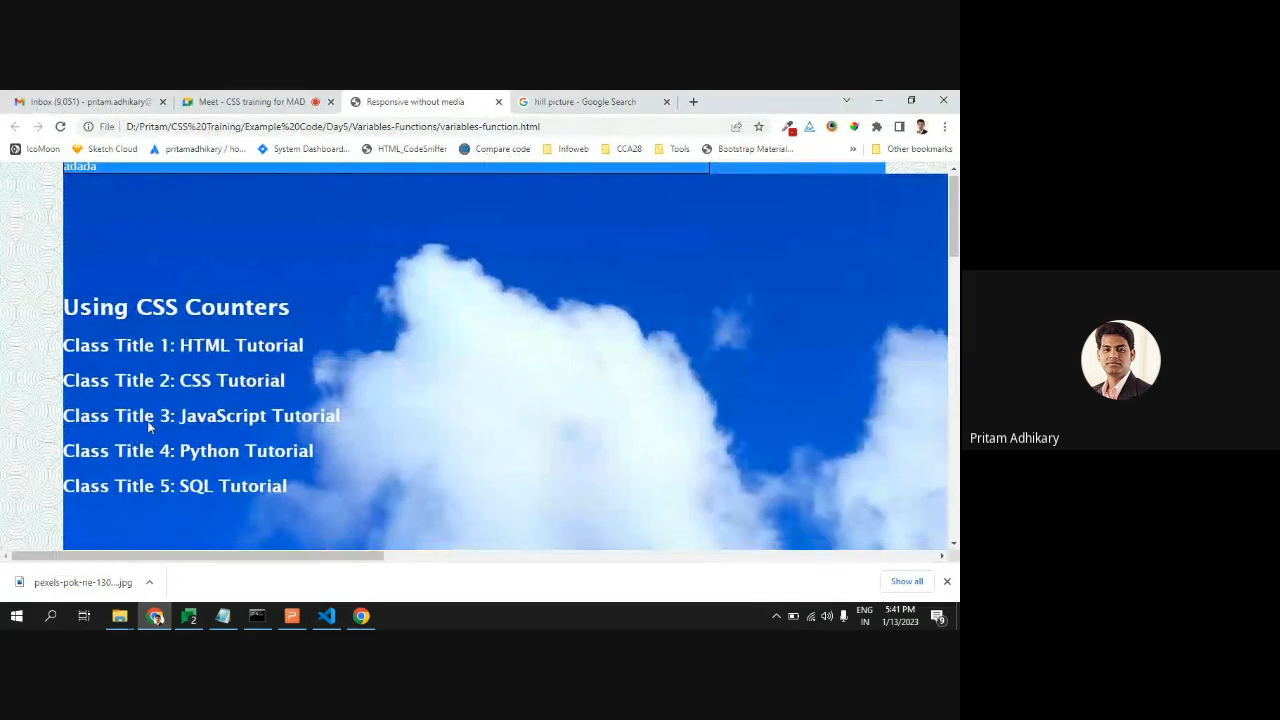 Inbox (9,051) - pritam.adhikary@
Meet - CSS training for MAD
Responsive without media
hill picture - Google Search
File
D:/Pritam/CSS%20Training/Example%20Code/Day5/Variables-Functions/variables-function.html
IcoMoon
Sketch Cloud
pritamadhikary / ho...
System Dashboard...
HTML_CodeSniffer
Compare code
Infoweb
CCA28
Tools
Bootstrap Material...
»
Other bookmarks
adada
Using CSS Counters
Class Title 1: HTML Tutorial
Class Title 2: CSS Tutorial
Class Title 3: JavaScript Tutorial
Class Title 4: Python Tutorial
Class Title 5: SQL Tutorial
Pritam Adhikary
pexels-pok-rie-130....jpg
Show all
2
ENG
IN
5:41 PM
1/13/2023
9